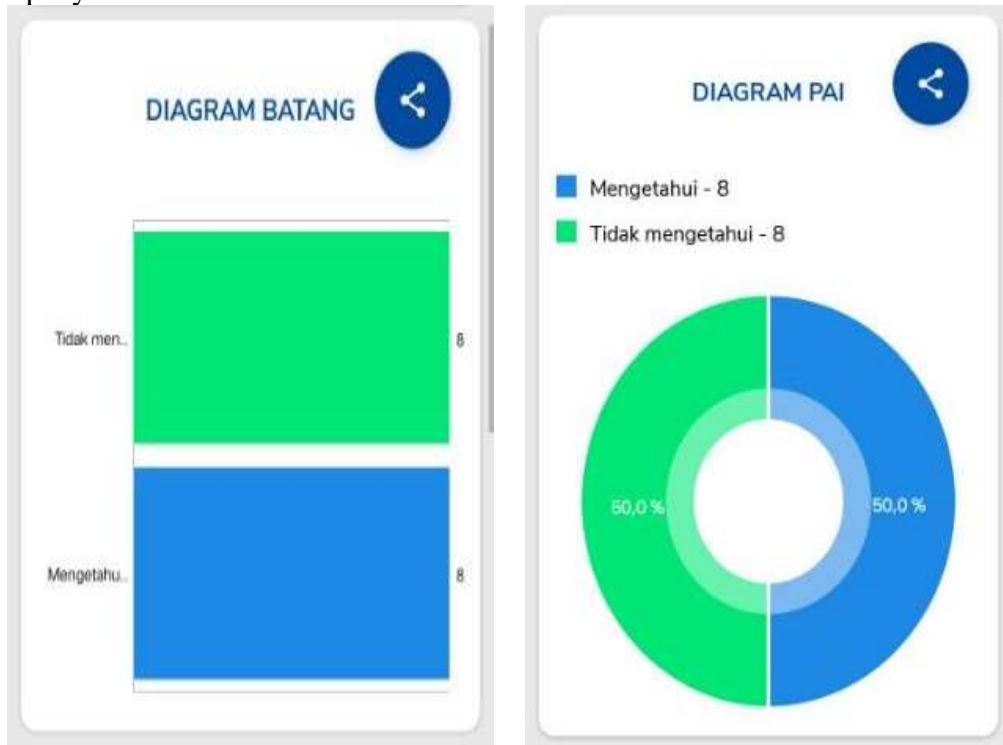 DIAGRAM BATANG
Tidak men...
8
Mengetahu...
8
DIAGRAM PAI
Mengetahui - 8
Tidak mengetahui - 8
50,0 %
50,0 %